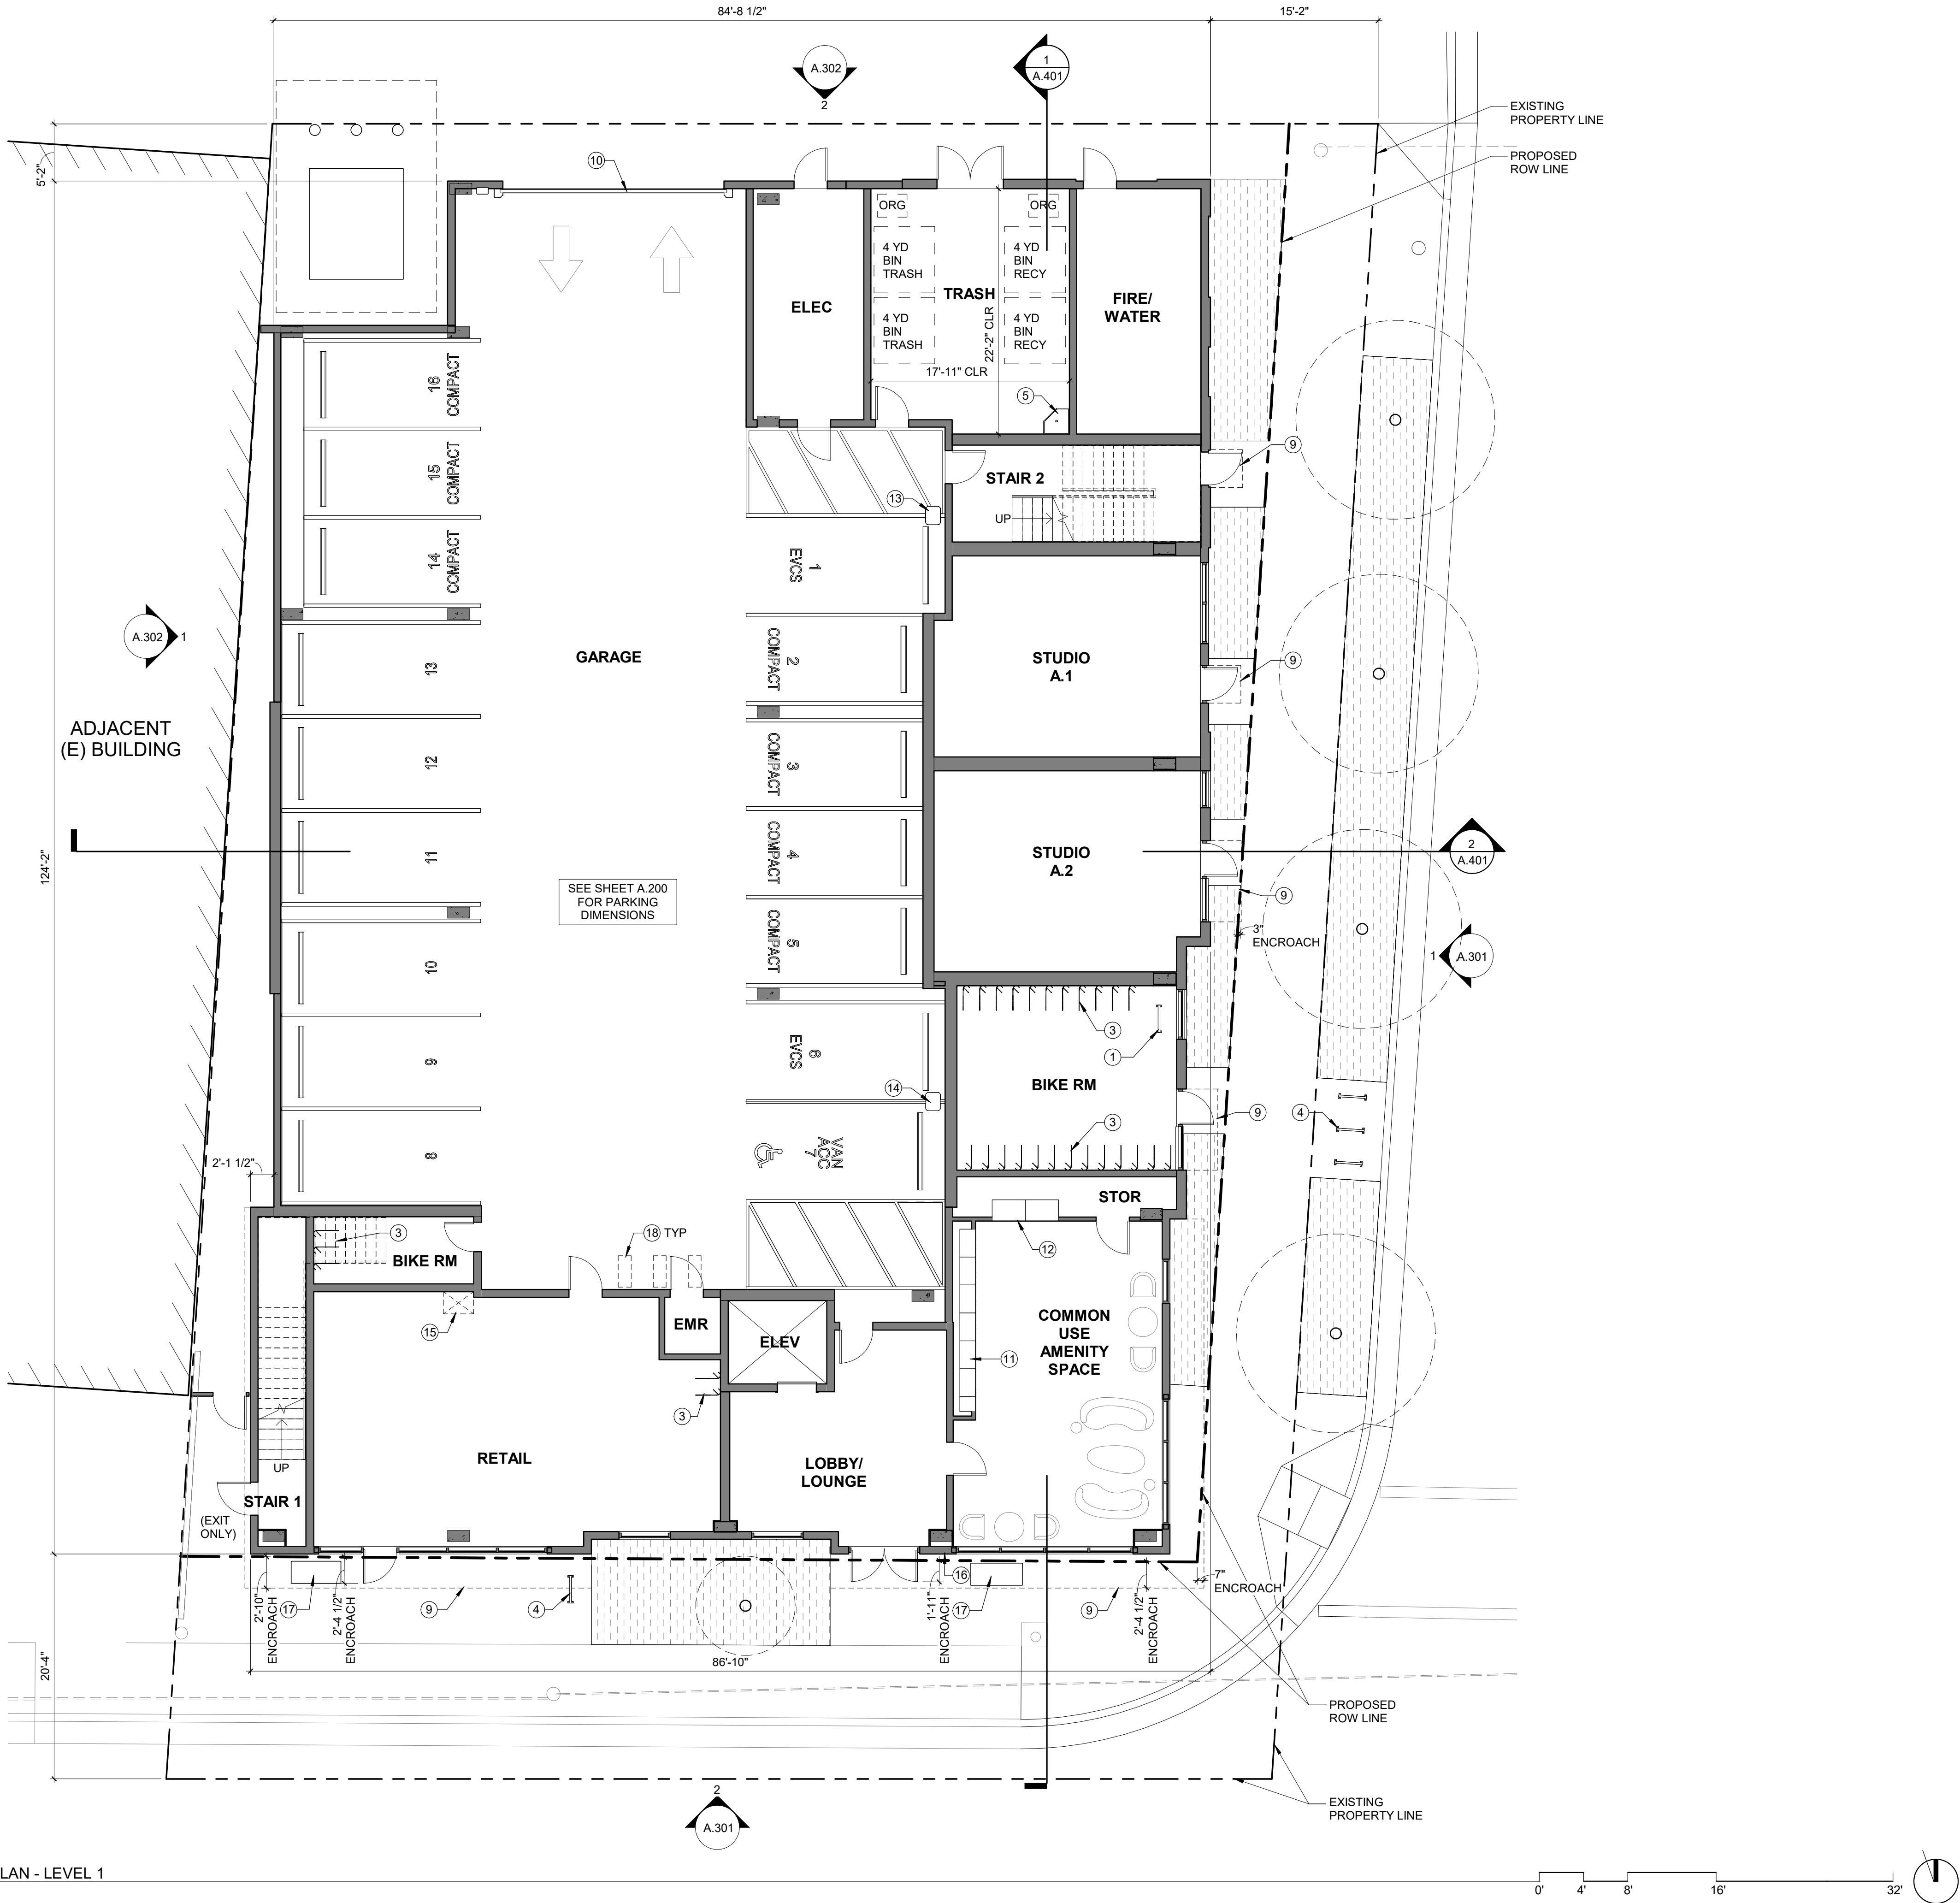 84'-8 1/2"
15'-2"
A.302
2
1
A.401
EXISTING
PROPERTY LINE
PROPOSED
ROW LINE
5'-2"
10
ORG
ORG
4 YD
BIN
TRASH
4 YD
BIN
RECY
ELEC
TRASH
FIRE/
WATER
4 YD
BIN
TRASH
4 YD
BIN
RECY
22'-2" CLR
17'-11" CLR
5
16
COMPACT
15
COMPACT
14
COMPACT
9
STAIR 2
UP
13
1
EVCS
A.302
1
13
GARAGE
2
COMPACT
STUDIO
A.1
9
ADJACENT
(E) BUILDING
12
3
COMPACT
124'-2"
11
4
COMPACT
STUDIO
A.2
2
A.401
SEE SHEET A.200
FOR PARKING
DIMENSIONS
9
3"
ENCROACH
5
COMPACT
1
A.301
10
3
1
6
EVCS
9
BIKE RM
14
9
4
3
8
VAN
ACC
7
2'-1 1/2"
STOR
3
BIKE RM
18 TYP
12
15
EMR
ELEV
COMMON
USE
AMENITY
SPACE
11
3
RETAIL
LOBBY/
LOUNGE
UP
STAIR 1
(EXIT
ONLY)
2'-10"
ENCROACH
17
2'-4 1/2"
ENCROACH
9
4
1'-11"
ENCROACH
16
17
9
2'-4 1/2"
ENCROACH
7"
ENCROACH
20'-4"
86'-10"
PROPOSED
ROW LINE
EXISTING
PROPERTY LINE
2
A.301
LAN - LEVEL 1
0'
4'
8'
16'
32'